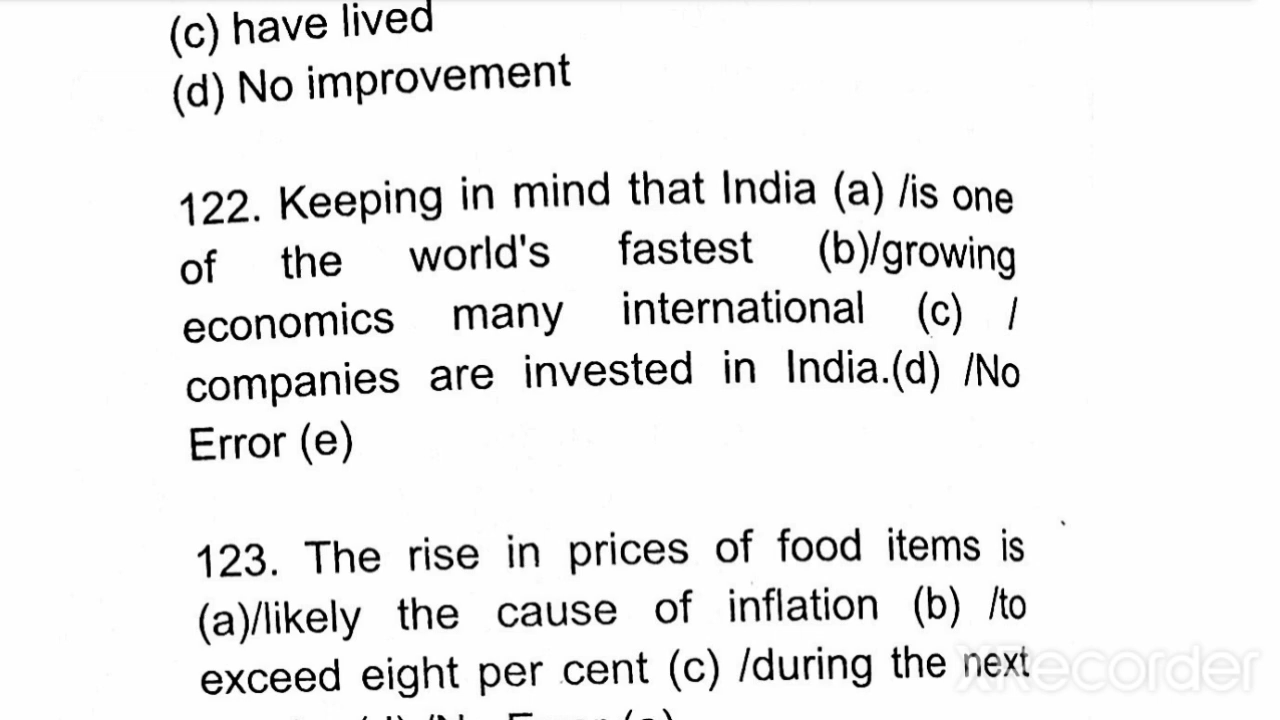 (c) have lived
(d) No improvement
122. Keeping in mind that India (a) /is one
of the world's fastest (b)/growing
economics many international (c) /
companies are invested in India.(d) /No
Error (e)
123. The rise in prices of food items is
(a)/likely the cause of inflation (b) /to
exceed eight per cent (c) /during the next
XRecorder